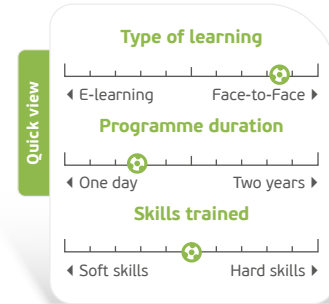 Quick view
Type of learning
E-learning Face-to-Face
Programme duration
One day Two years
Skills trained
Soft skills Hard skills